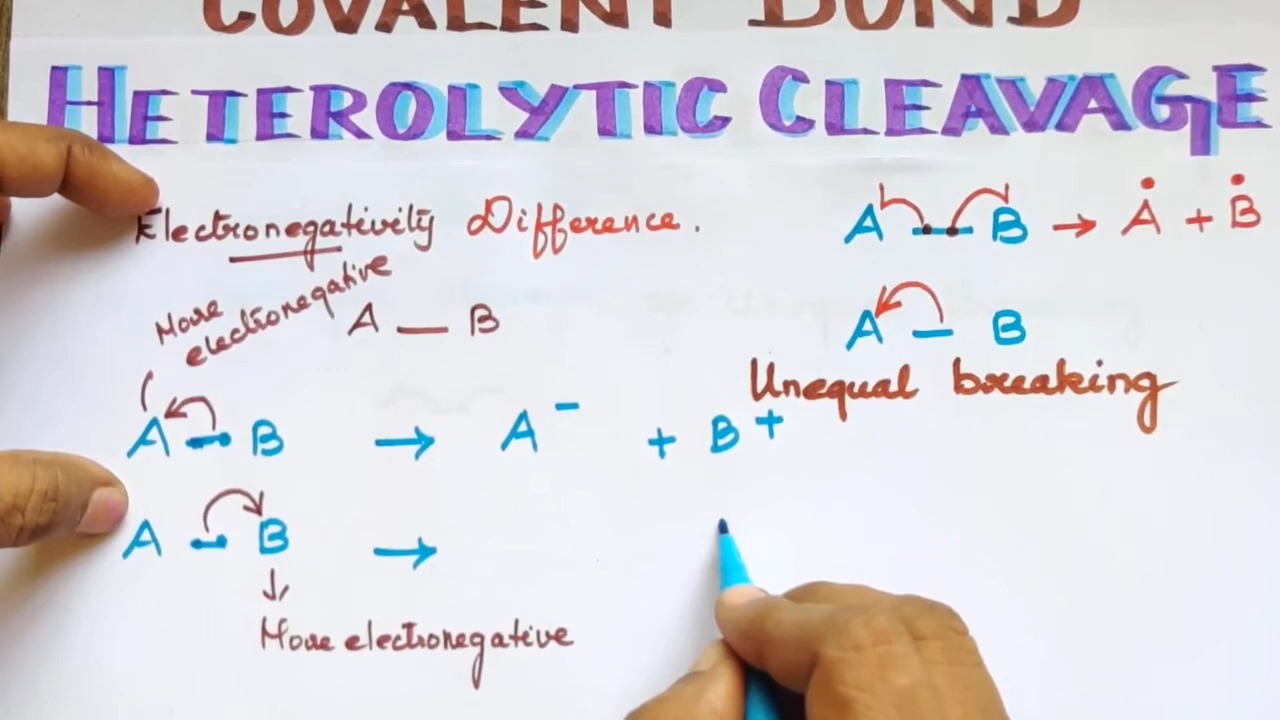 COVALENT BOND
HETEROLYTIC CLEAVAGE
Electronegativity Difference.
A — B → Ȧ + Ḃ
More
electronegative
A — B
A — B
Unequal breaking
A — B → A⁻ + B⁺
A — B →
More electronegative